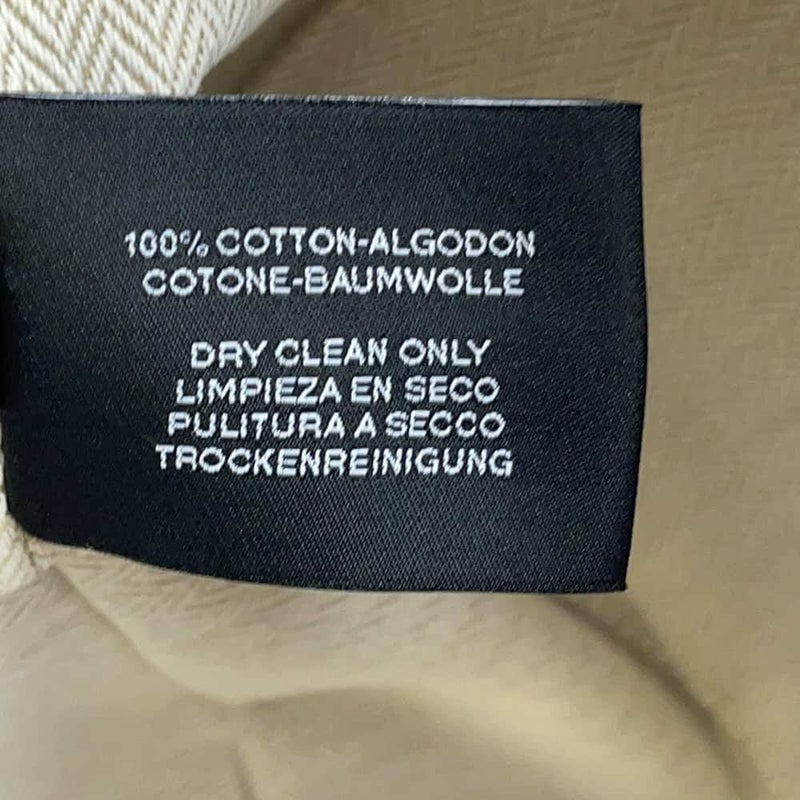 100% COTTON-ALGODON
COTONE-BAUMWOLLE
DRY CLEAN ONLY
LIMPIEZA EN SECO
PULITURA A SECCO
TROCKENREINIGUNG